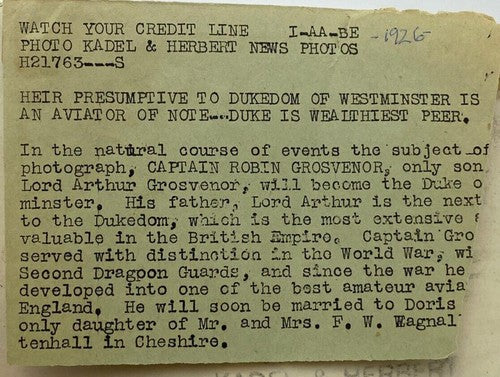 WATCH YOUR CREDIT LINE I-AA-BE -1926
PHOTO KADEL & HERBERT NEWS PHOTOS
H21763---S
HEIR PRESUMPTIVE TO DUKEDOM OF WESTMINSTER IS
AN AVIATOR OF NOTE--DUKE IS WEALTHIEST PEER.
In the natural course of events the subject of
photograph, CAPTAIN ROBIN GROSVENOR, only son
Lord Arthur Grosvenor, will become the Duke o
minster. His father, Lord Arthur is the next
to the Dukedom, which is the most extensive
valuable in the British Empire. Captain Gro
served with distinction in the World War, wi
Second Dragoon Guards, and since the war he
developed into one of the best amateur avia
England. He will soon be married to Doris
only daughter of Mr. and Mrs. F. W. Wagnal
tenhall in Cheshire.
KADEL & HERBERT